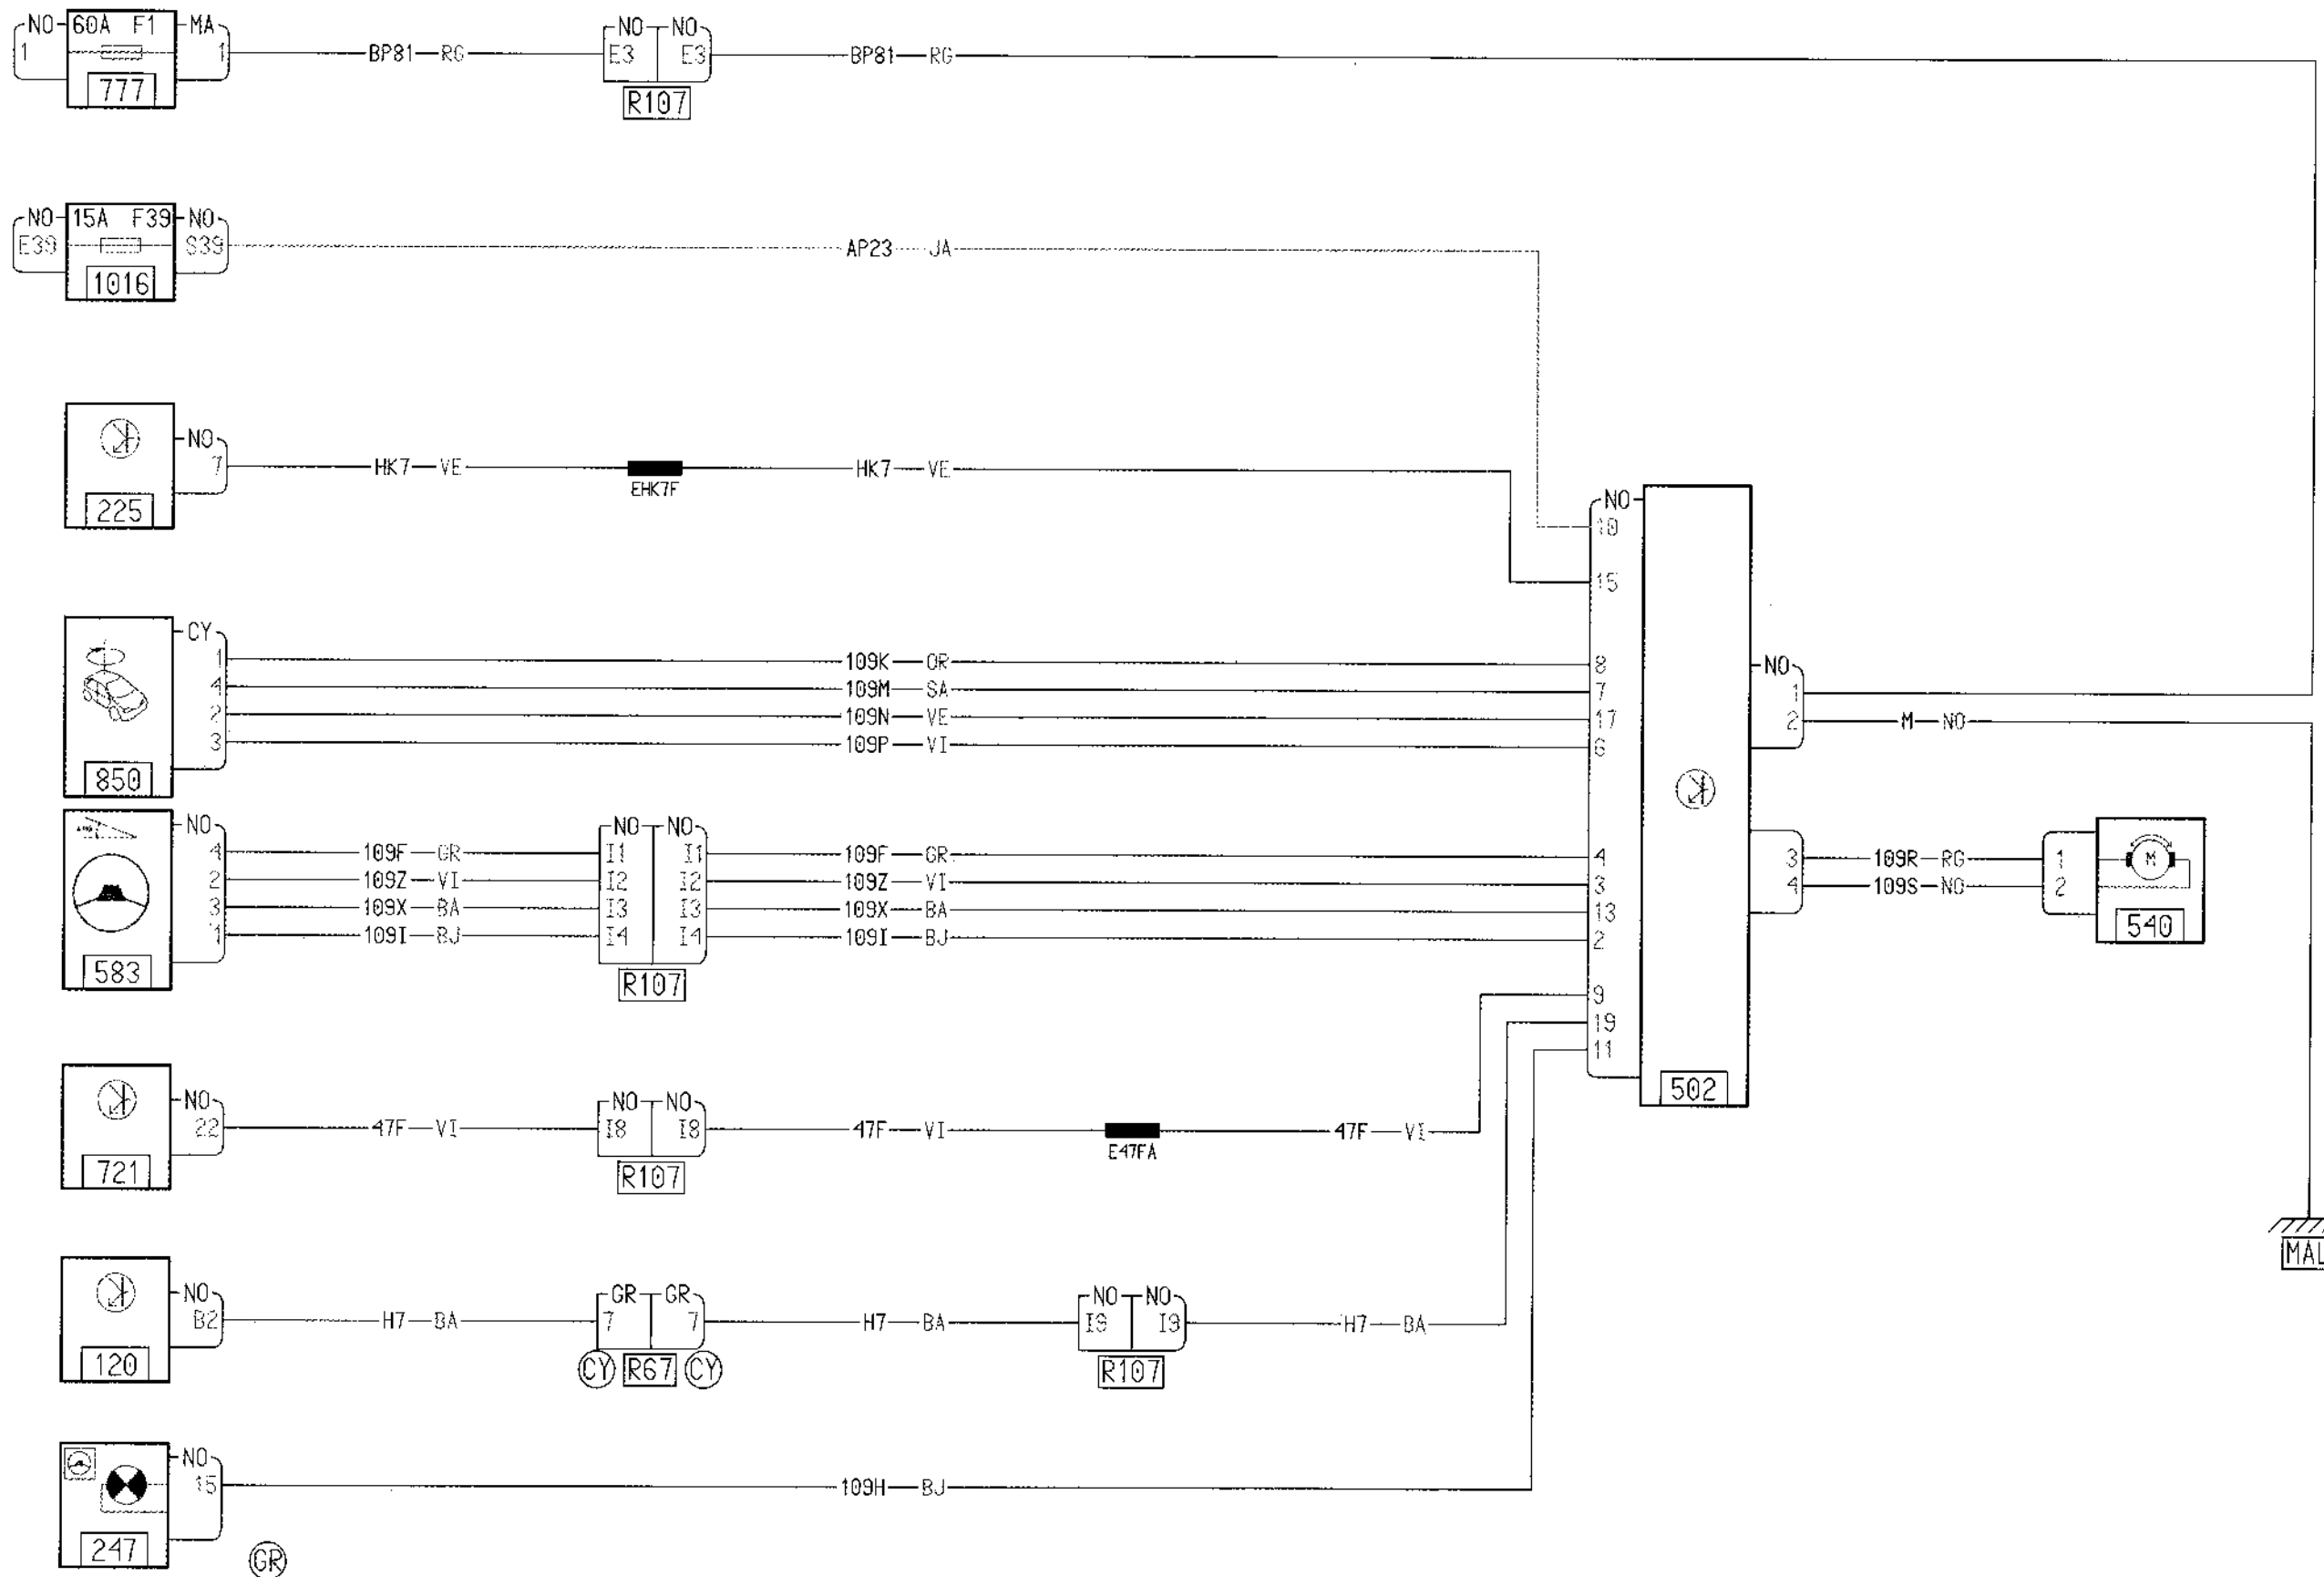 NO 60A F1 MA NO NO
1 1 BP81 RG E3 E3 BP81 RG
777 R107
NO 15A F39 NO
E39 S39 AP23 JA
1016
NO
7 HK7 VE HK7 VE
225 EHK7F
NO
10
15
CY
1 109K OR 8
4 109M SA 7
2 109N VE 17
3 109P VI 6
850
NO
1
2 M NO
NO NO NO
4 109F GR I1 I1 109F GR 4
2 109Z VI I2 I2 109Z VI 3
3 109X BA I3 I3 109X BA 13
1 109I BJ I4 I4 109I BJ 2
583 R107
3 109R RG 1 M
4 109S NO 2
540
9
19
11
502
NO NO NO
22 47F VI I8 I8 47F VI 47F VI
721 R107 E47FA
MAL
NO GR GR NO NO
B2 H7 BA 7 7 H7 BA I9 I9 H7 BA
120 CY R67 CY R107
NO
15 109H BJ
247
GR